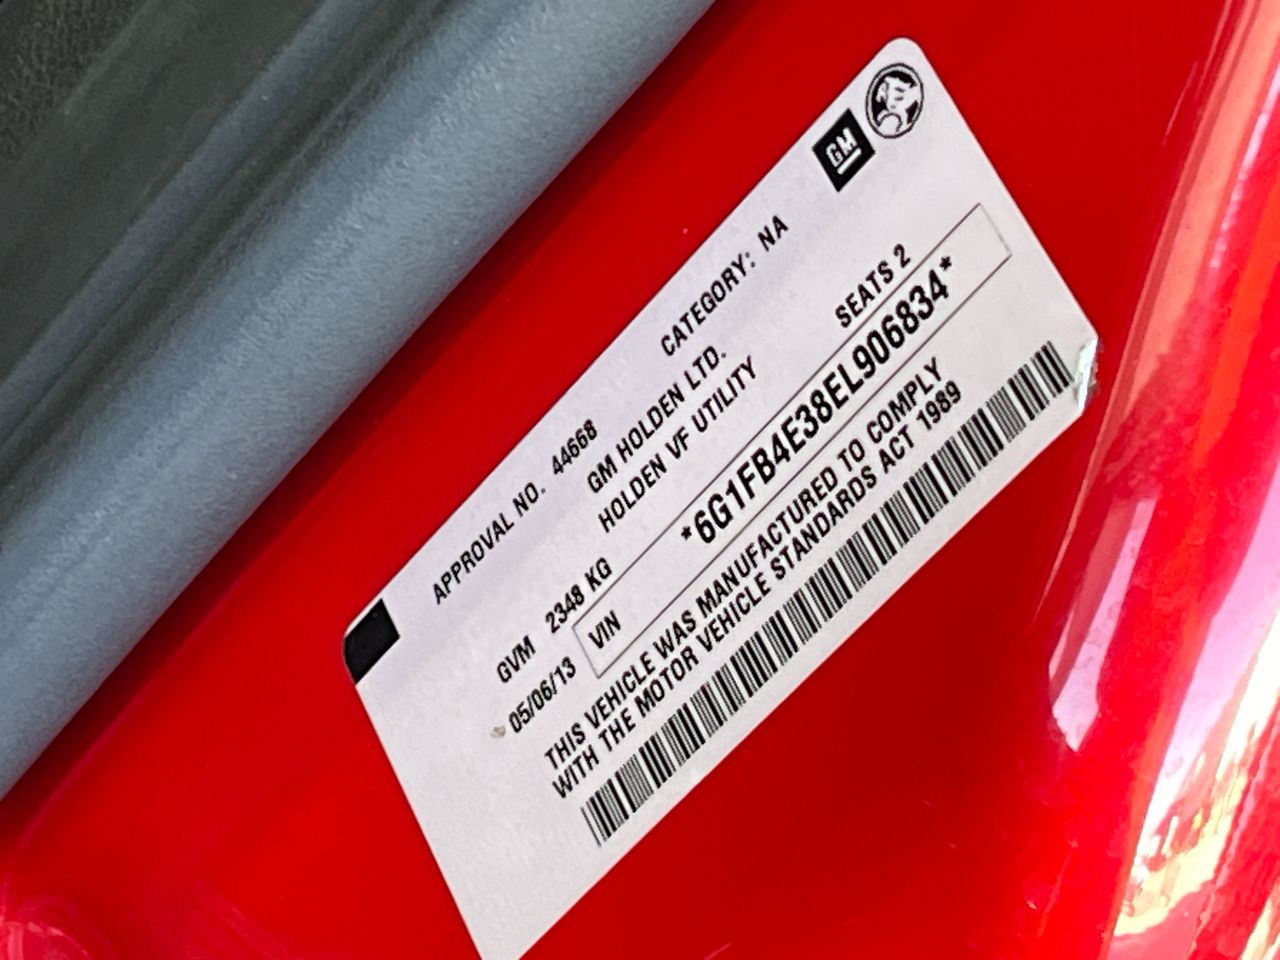 GM
APPROVAL NO. 44668 CATEGORY: NA
GM HOLDEN LTD.
HOLDEN VF UTILITY
GVM 2348 KG SEATS 2
05/06/13 VIN *6G1FB4E38EL906834*
THIS VEHICLE WAS MANUFACTURED TO COMPLY
WITH THE MOTOR VEHICLE STANDARDS ACT 1989